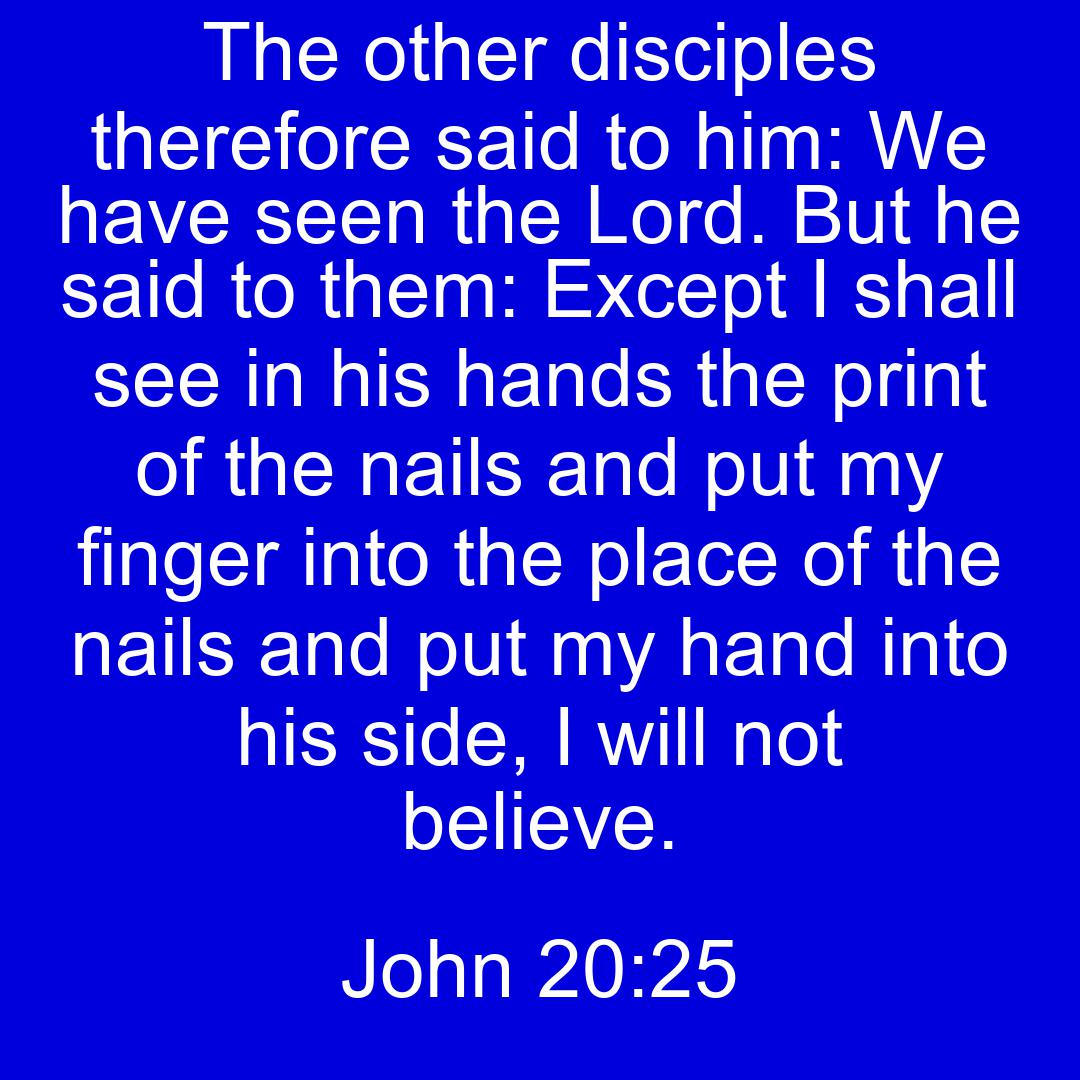 The other disciples
therefore said to him: We
have seen the Lord. But he
said to them: Except I shall
see in his hands the print
of the nails and put my
finger into the place of the
nails and put my hand into
his side, I will not
believe.
John 20:25